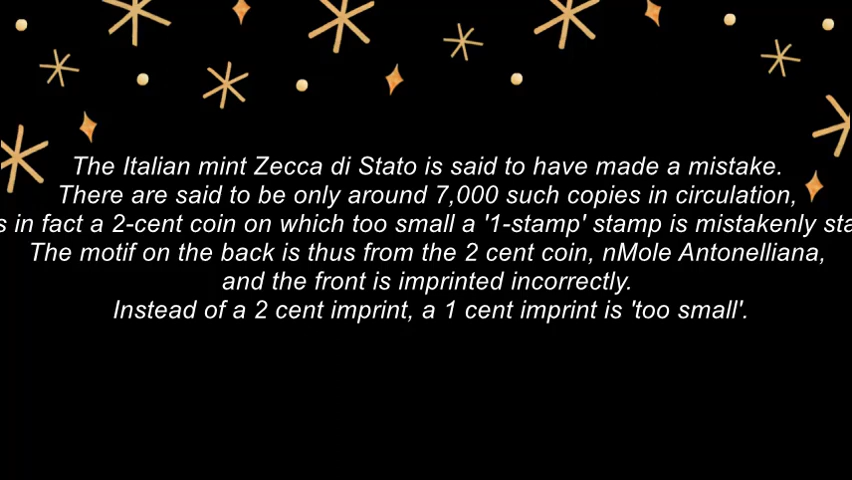 The Italian mint Zecca di Stato is said to have made a mistake.
There are said to be only around 7,000 such copies in circulation,
in fact a 2-cent coin on which too small a '1-stamp' stamp is mistakenly
The motif on the back is thus from the 2 cent coin, nMole Antonelliana,
and the front is imprinted incorrectly.
Instead of a 2 cent imprint, a 1 cent imprint is 'too small'.